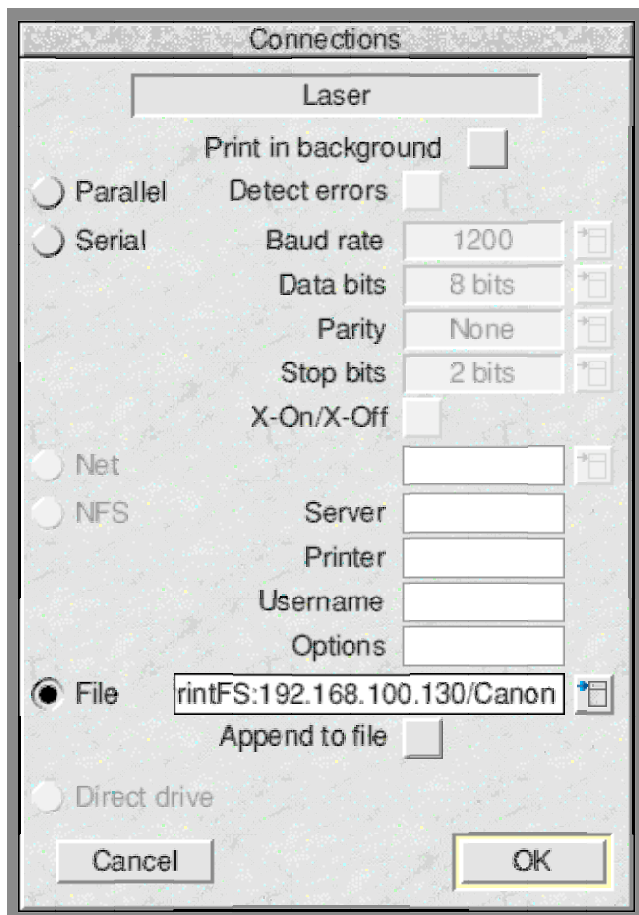 Connections
Laser
Print in background
Parallel Detect errors
Serial Baud rate 1200
Data bits 8 bits
Parity None
Stop bits 2 bits
X-On/X-Off
Net
NFS Server
Printer
Username
Options
File rintFS:192.168.100.130/Canon
Append to file
Direct drive
Cancel OK